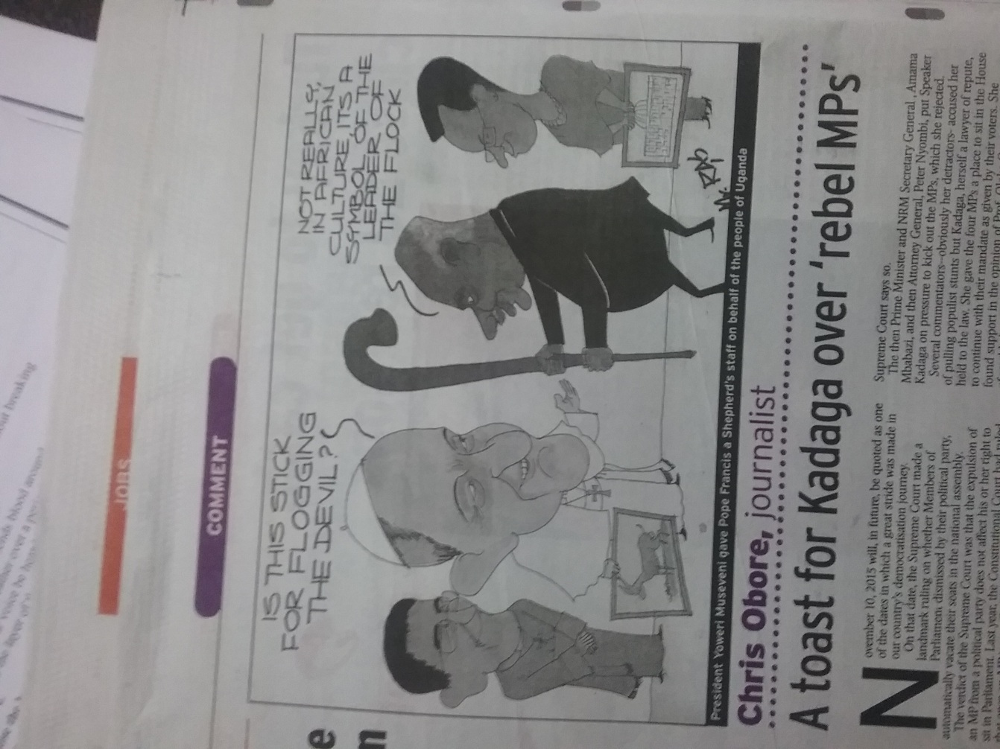 JOBS
COMMENT
IS THIS STICK
FOR FLOGGING
THE DEVIL?
NOT REALLY,
IN AFRICAN
CULTURE ITS A
SYMBOL OF THE
LEADER OF
THE FLOCK
President Yoweri Museveni gave Pope Francis a Shepherd's staff on behalf of the people of Uganda
Chris Obore, journalist
A toast for Kadaga over 'rebel MPs'
November 10, 2015 will, in future, be quoted as one
of the dates in which a great stride was made in
our country's democratisation journey.
On that date, the Supreme Court made a
landmark ruling on whether Members of
Parliament dismissed by their political party,
automatically vacate their seats in the national assembly.
The verdict of the Supreme Court was that the expulsion of
an MP from a political party does not affect his or her right to
sit in Parliament. Last year, the Constitutional Court had ruled
Supreme Court says so.
The then Prime Minister and NRM Secretary General, Amama
Mbabazi, and then Attorney General, Peter Nyombi, put Speaker
Kadaga on pressure to kick out the MPs, which she rejected.
Several commentators–obviously her detractors- accused her
of pulling populist stunts but Kadaga, herself a lawyer of repute,
held to the law. She gave the four MPs a place to sit in the House
to continue with their mandate as given by their voters. She
found support in the opinion of Prof.